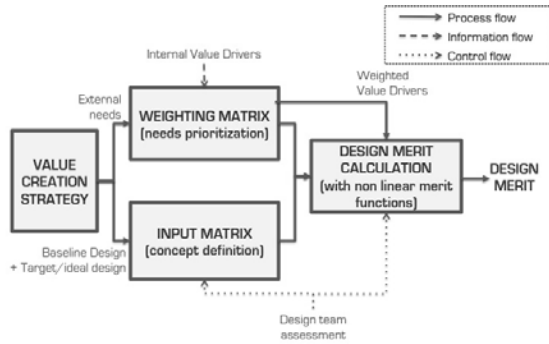 Process flow
Information flow
Control flow
Internal Value Drivers
Weighted
Value Drivers
External
needs
WEIGHTING MATRIX
(needs prioritization)
VALUE
CREATION
STRATEGY
DESIGN MERIT
CALCULATION
(with non linear merit
functions)
DESIGN
MERIT
INPUT MATRIX
(concept definition)
Baseline Design
+ Target/ideal design
Design team
assessment